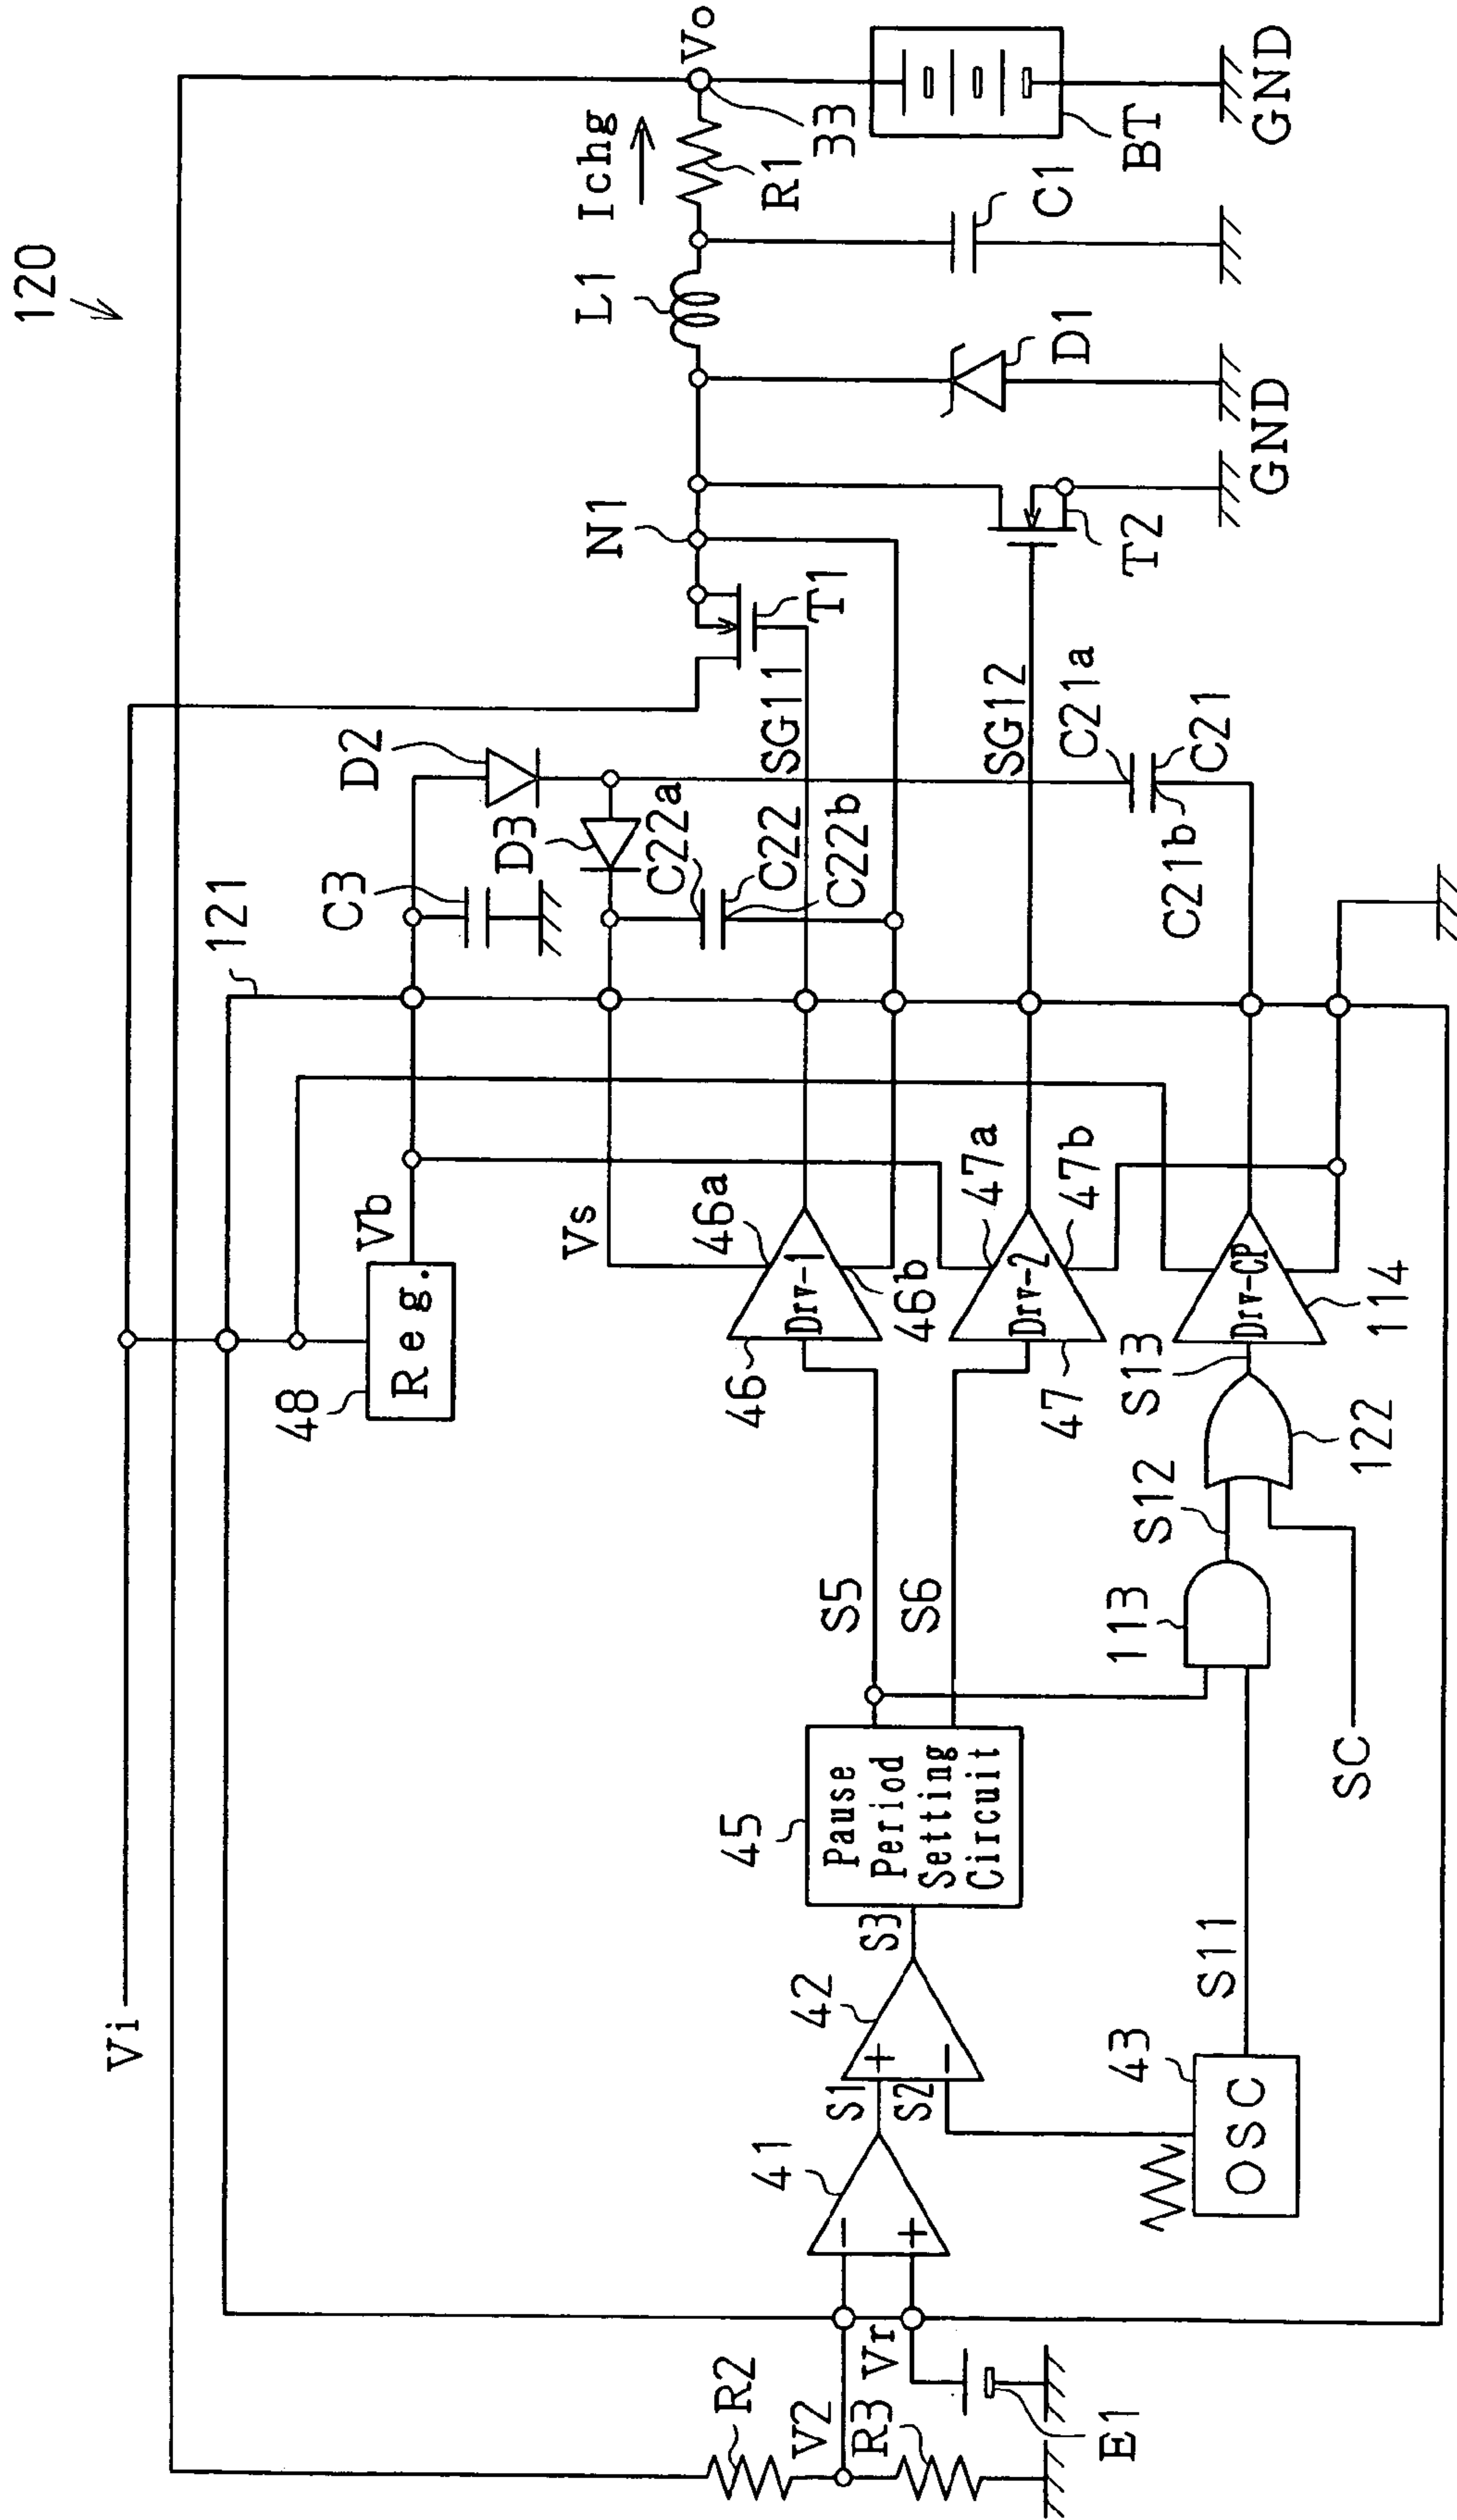 120
Vi
121
48
Reg.
Vb
C3
D2
D3
Vs
C22a
C22
C22b
N1
L1
Ichg
Vo
33
R1
T1
SG11
46
Drv-1
46a
46b
R2
V2
R3
Vr
E1
41
S1
S2
42
S3
45
Pause
Period
Setting
Circuit
S5
S6
47
Drv-2
47a
47b
SG12
C21a
C21
C21b
T2
GND
D1
C1
BT
GND
43
OSC
S11
113
S12
SC
122
S13
Drv-CP
114